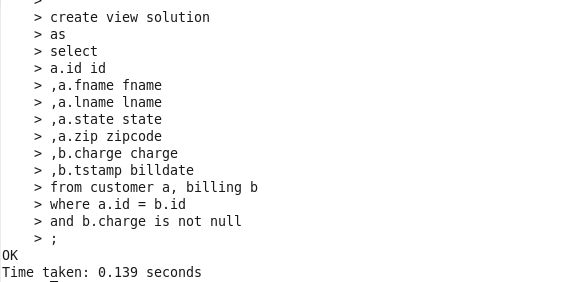 >
> create view solution
> as
> select
> a.id id
> ,a.fname fname
> ,a.lname lname
> ,a.state state
> ,a.zip zipcode
> ,b.charge charge
> ,b.tstamp billdate
> from customer a, billing b
> where a.id = b.id
> and b.charge is not null
> ;
OK
Time taken: 0.139 seconds